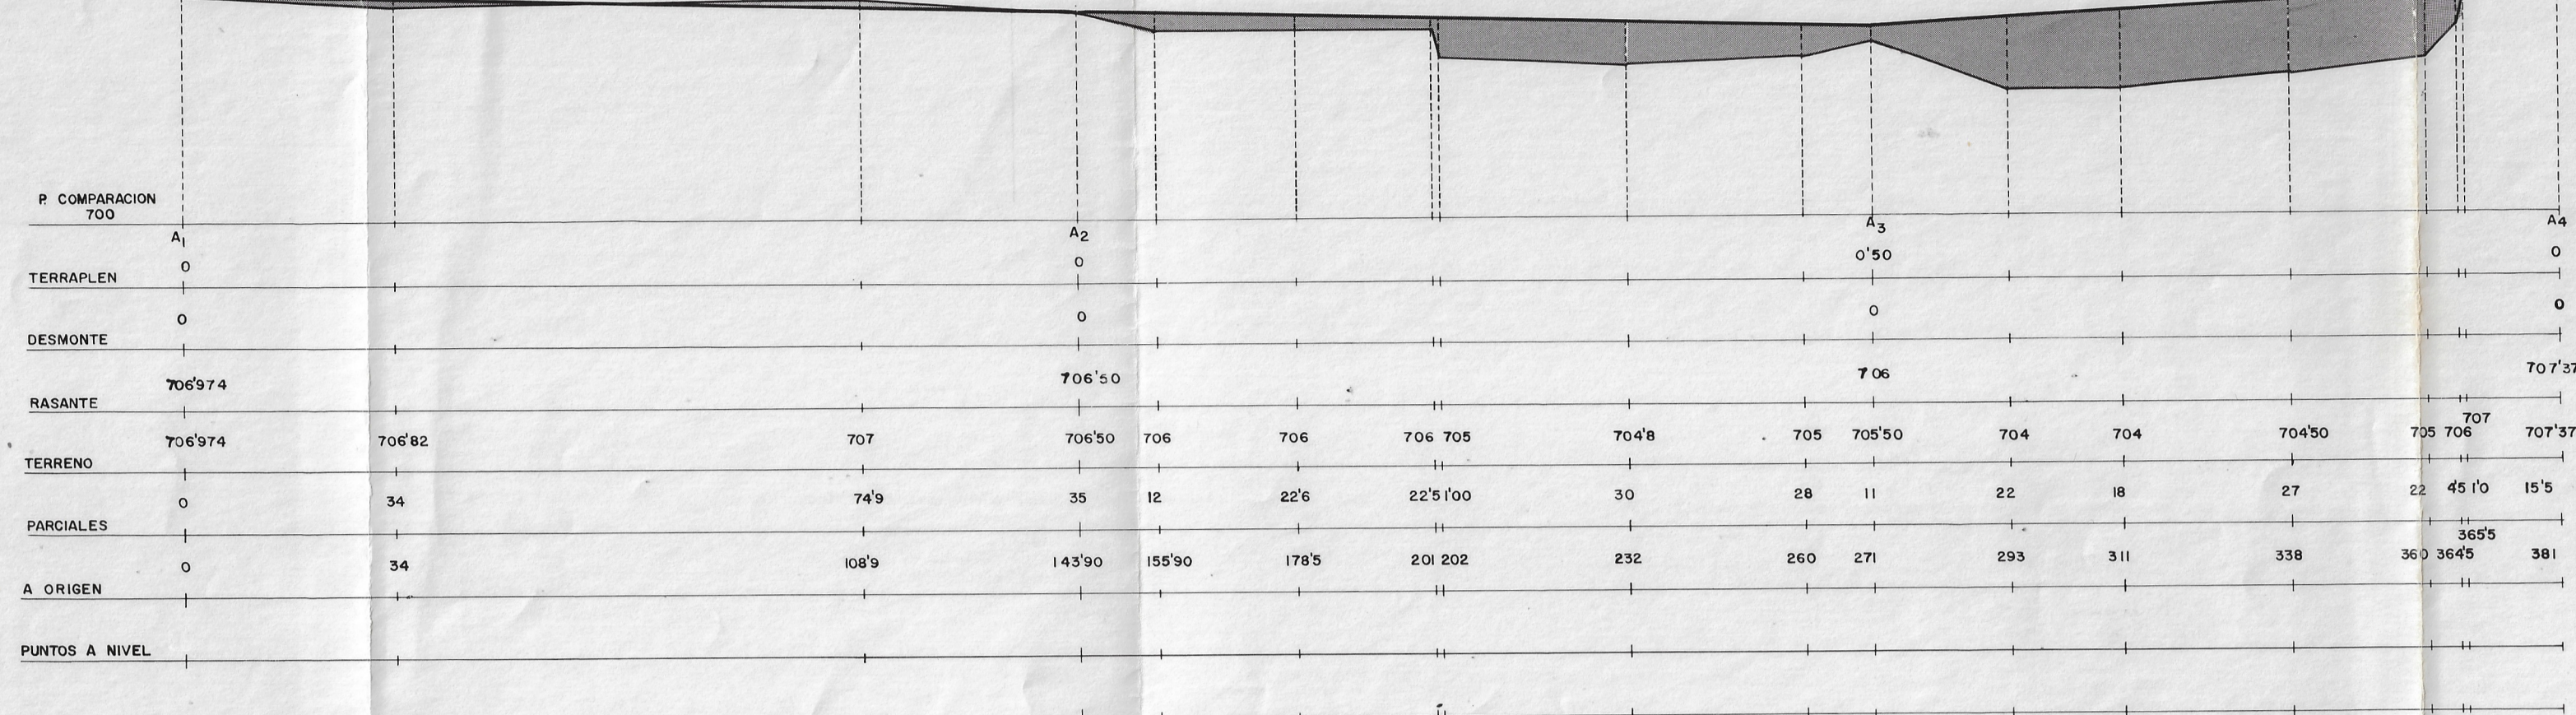 P. COMPARACION
700
A1 A2 A3 A4
0 0 0'50 0
TERRAPLEN
0 0 0 0
DESMONTE
706'974 706'50 706 707'37
RASANTE
707
706'974 706'82 707 706'50 706 706 706 705 704'8 705 705'50 704 704 704'50 705 706 707'37
TERRENO
0 34 74'9 35 12 22'6 22'5 1'00 30 28 11 22 18 27 22 4'5 1'0 15'5
PARCIALES
365'5
0 34 108'9 143'90 155'90 178'5 201 202 232 260 271 293 311 338 360 364'5 381
A ORIGEN
PUNTOS A NIVEL